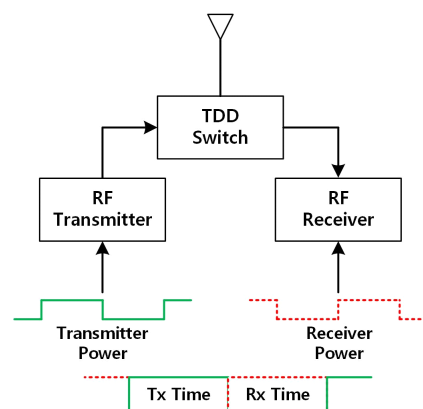 TDD
Switch
RF
Transmitter
RF
Receiver
Transmitter
Power
Receiver
Power
Tx Time
Rx Time